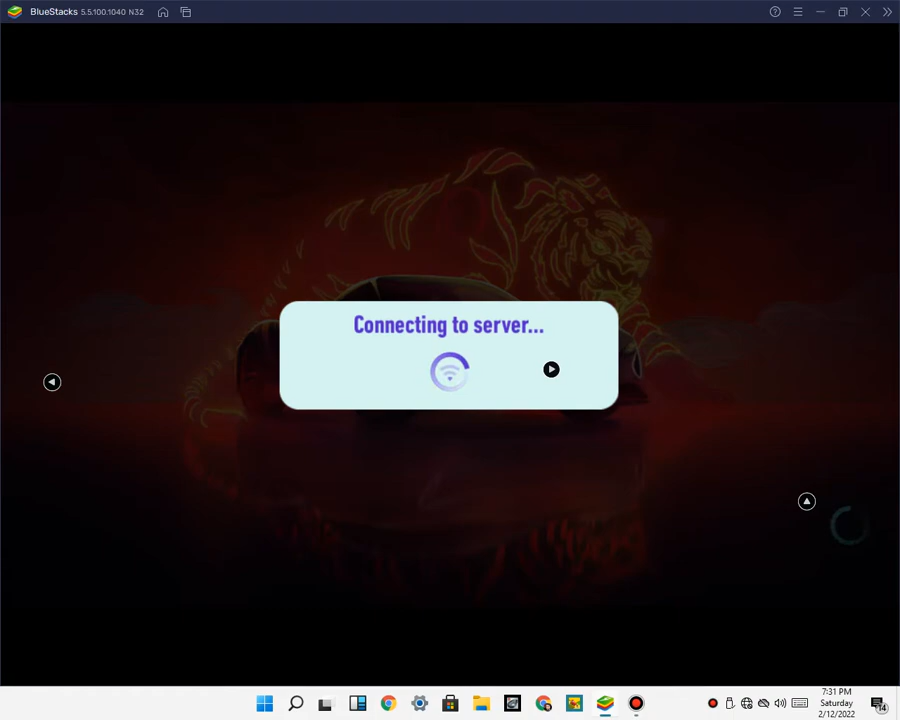 BlueStacks 5.5.100.1040 N32
Connecting to server...
7:31 PM
Saturday
2/12/2022
14